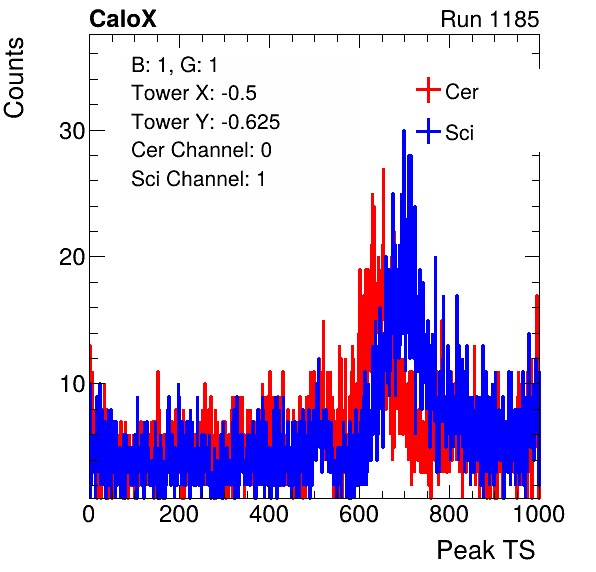 CaloX Run 1185
Counts
B: 1, G: 1
Tower X: -0.5
Tower Y: -0.625
Cer Channel: 0
Sci Channel: 1
Cer
Sci
30
20
10
0 200 400 600 800 1000
Peak TS